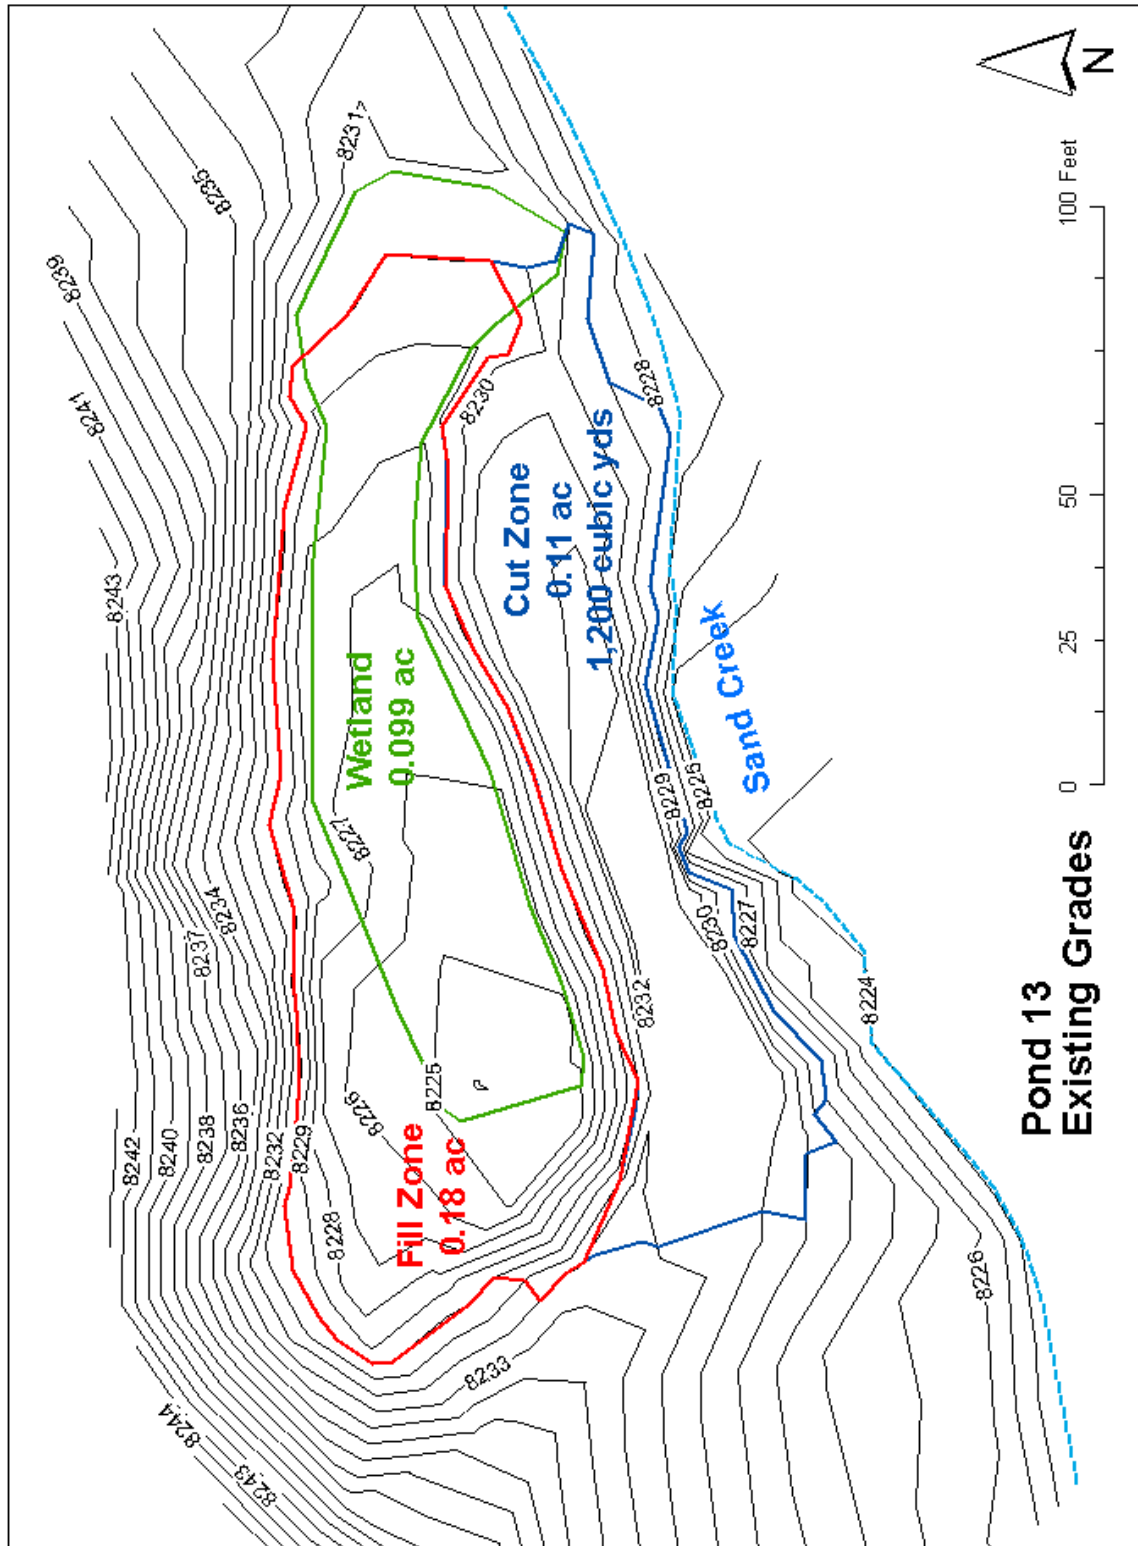 Pond 13
Existing Grades
Fill Zone
0.18 ac
Wetland
0.099 ac
Cut Zone
0.11 ac
1,200 cubic yds
Sand Creek
0
25
50
100 Feet
N
8244
8243
8242
8240
8238
8236
8232
8229
8228
8226
8225
8233
8237
8234
8227
8232
8230
8227
8224
8226
8229
8225
8243
8241
8239
8235
8231
8230
8228